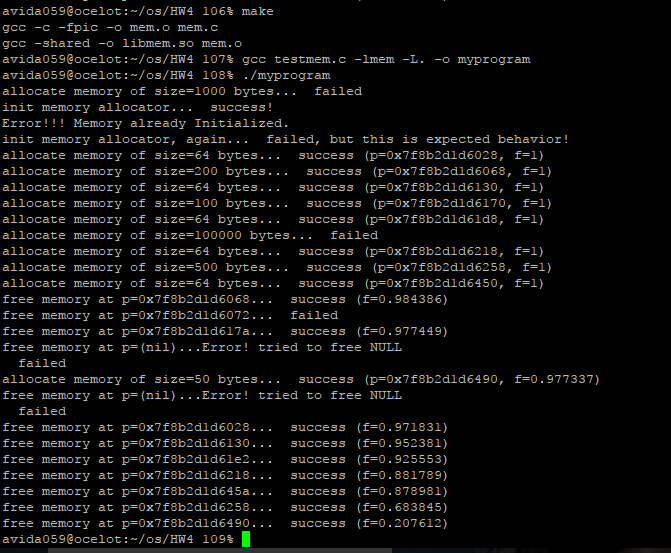 avida059@ocelot:~/os/HW4 106% make
gcc -c -fpic -o mem.o mem.c
gcc -shared -o libmem.so mem.o
avida059@ocelot:~/os/HW4 107% gcc testmem.c -lmem -L. -o myprogram
avida059@ocelot:~/os/HW4 108% ./myprogram
allocate memory of size=1000 bytes...  failed
init memory allocator...  success!
Error!!! Memory already Initialized.
init memory allocator, again...  failed, but this is expected behavior!
allocate memory of size=64 bytes...  success (p=0x7f8b2d1d6028, f=1)
allocate memory of size=200 bytes...  success (p=0x7f8b2d1d6068, f=1)
allocate memory of size=64 bytes...  success (p=0x7f8b2d1d6130, f=1)
allocate memory of size=100 bytes...  success (p=0x7f8b2d1d6170, f=1)
allocate memory of size=64 bytes...  success (p=0x7f8b2d1d61d8, f=1)
allocate memory of size=100000 bytes...  failed
allocate memory of size=64 bytes...  success (p=0x7f8b2d1d6218, f=1)
allocate memory of size=500 bytes...  success (p=0x7f8b2d1d6258, f=1)
allocate memory of size=64 bytes...  success (p=0x7f8b2d1d6450, f=1)
free memory at p=0x7f8b2d1d6068...  success (f=0.984386)
free memory at p=0x7f8b2d1d6072...  failed
free memory at p=0x7f8b2d1d617a...  success (f=0.977449)
free memory at p=(nil)...Error! tried to free NULL
  failed
allocate memory of size=50 bytes...  success (p=0x7f8b2d1d6490, f=0.977337)
free memory at p=(nil)...Error! tried to free NULL
  failed
free memory at p=0x7f8b2d1d6028...  success (f=0.971831)
free memory at p=0x7f8b2d1d6130...  success (f=0.952381)
free memory at p=0x7f8b2d1d61e2...  success (f=0.925553)
free memory at p=0x7f8b2d1d6218...  success (f=0.881789)
free memory at p=0x7f8b2d1d645a...  success (f=0.878981)
free memory at p=0x7f8b2d1d6258...  success (f=0.683845)
free memory at p=0x7f8b2d1d6490...  success (f=0.207612)
avida059@ocelot:~/os/HW4 109%